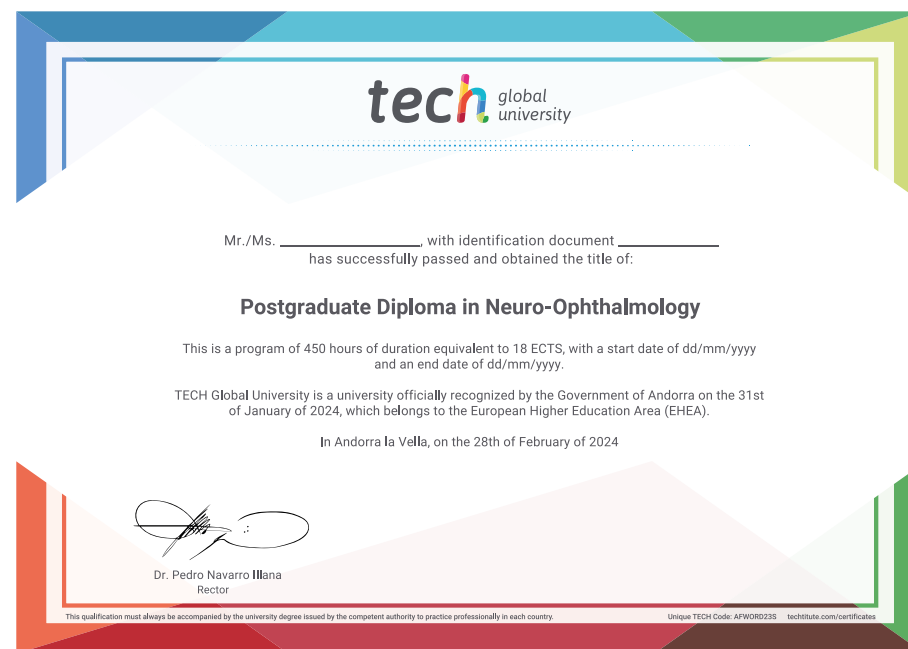 tech global university
Mr./Ms. ____________________, with identification document ______________
has successfully passed and obtained the title of:
Postgraduate Diploma in Neuro-Ophthalmology
This is a program of 450 hours of duration equivalent to 18 ECTS, with a start date of dd/mm/yyyy
and an end date of dd/mm/yyyy.
TECH Global University is a university officially recognized by the Government of Andorra on the 31st
of January of 2024, which belongs to the European Higher Education Area (EHEA).
In Andorra la Vella, on the 28th of February of 2024
Dr. Pedro Navarro Illana
Rector
This qualification must always be accompanied by the university degree issued by the competent authority to practice professionally in each country.
Unique TECH Code: AFWORD23S techtitute.com/certificates